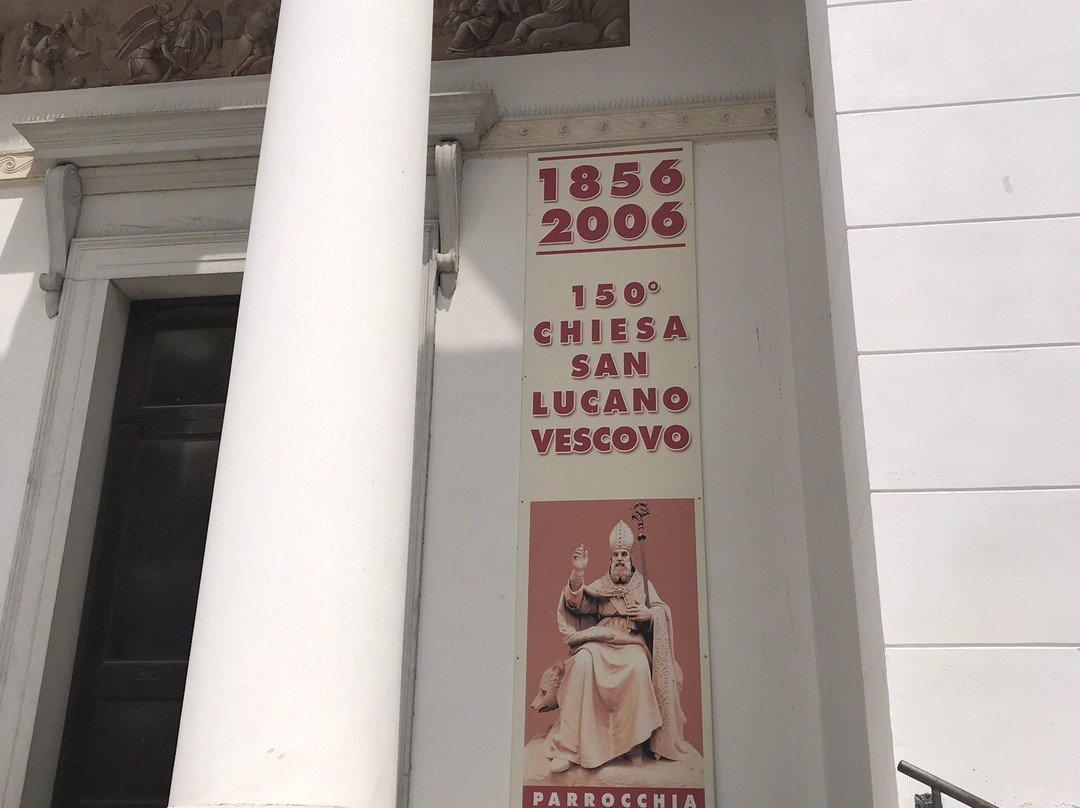 1856
2006
150°
CHIESA
SAN
LUCANO
VESCOVO
PARROCCHIA